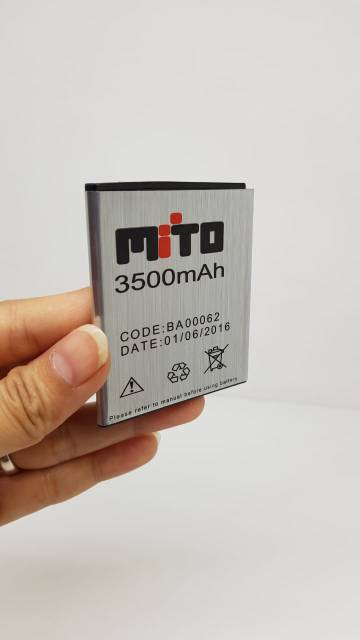 MiTO
3500mAh
CODE:BA00062
DATE:01/06/2016
Please refer to manual before using battery